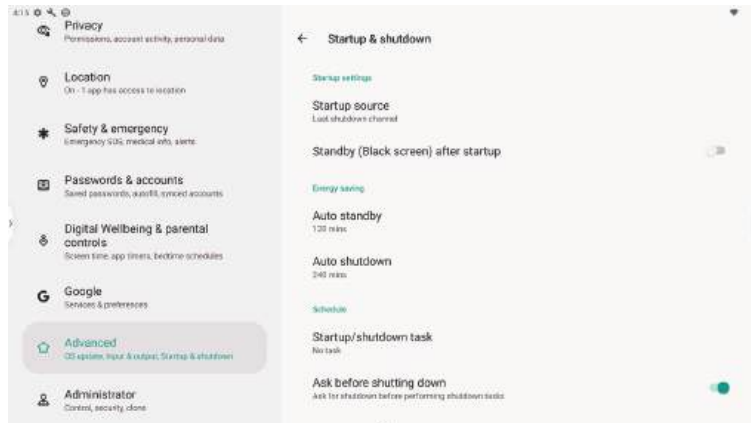 4:15
Privacy
Permissions, account activity, personal data
Location
On - 1 app has access to location
Safety & emergency
Emergency SOS, medical info, alerts
Passwords & accounts
Saved passwords, autofill, synced accounts
Digital Wellbeing & parental
controls
Screen time, app timers, bedtime schedules
Google
Services & preferences
Advanced
OS update, Input & output, Startup & shutdown
Administrator
Control, security, clone
Startup & shutdown
Startup settings
Startup source
Last shutdown channel
Standby (Black screen) after startup
Energy saving
Auto standby
120 mins
Auto shutdown
240 mins
Schedule
Startup/shutdown task
No task
Ask before shutting down
Ask for shutdown before performing shutdown tasks